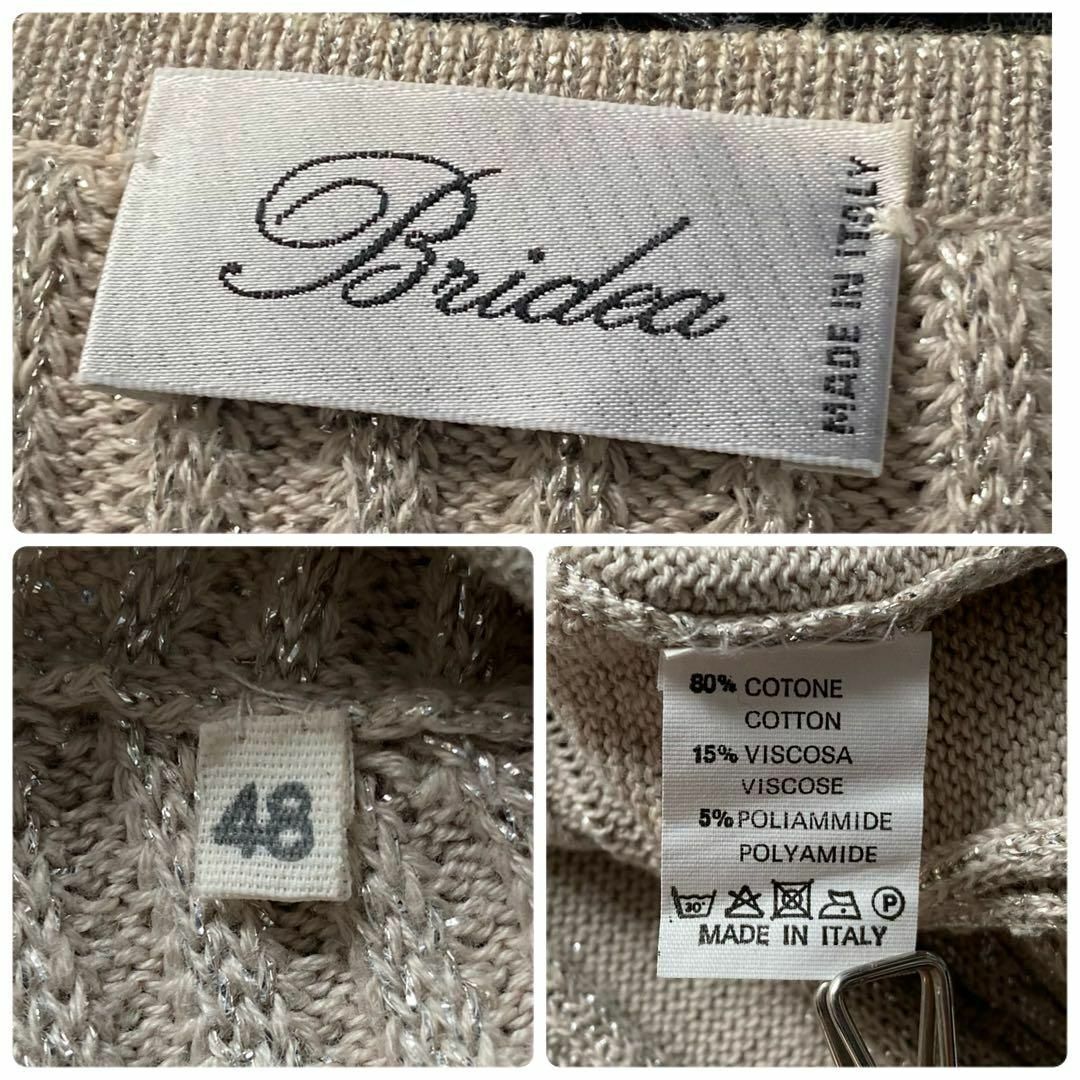 Bridea
MADE IN ITALY
48
80% COTONE
COTTON
15% VISCOSA
VISCOSE
5% POLIAMMIDE
POLYAMIDE
30° P
MADE IN ITALY